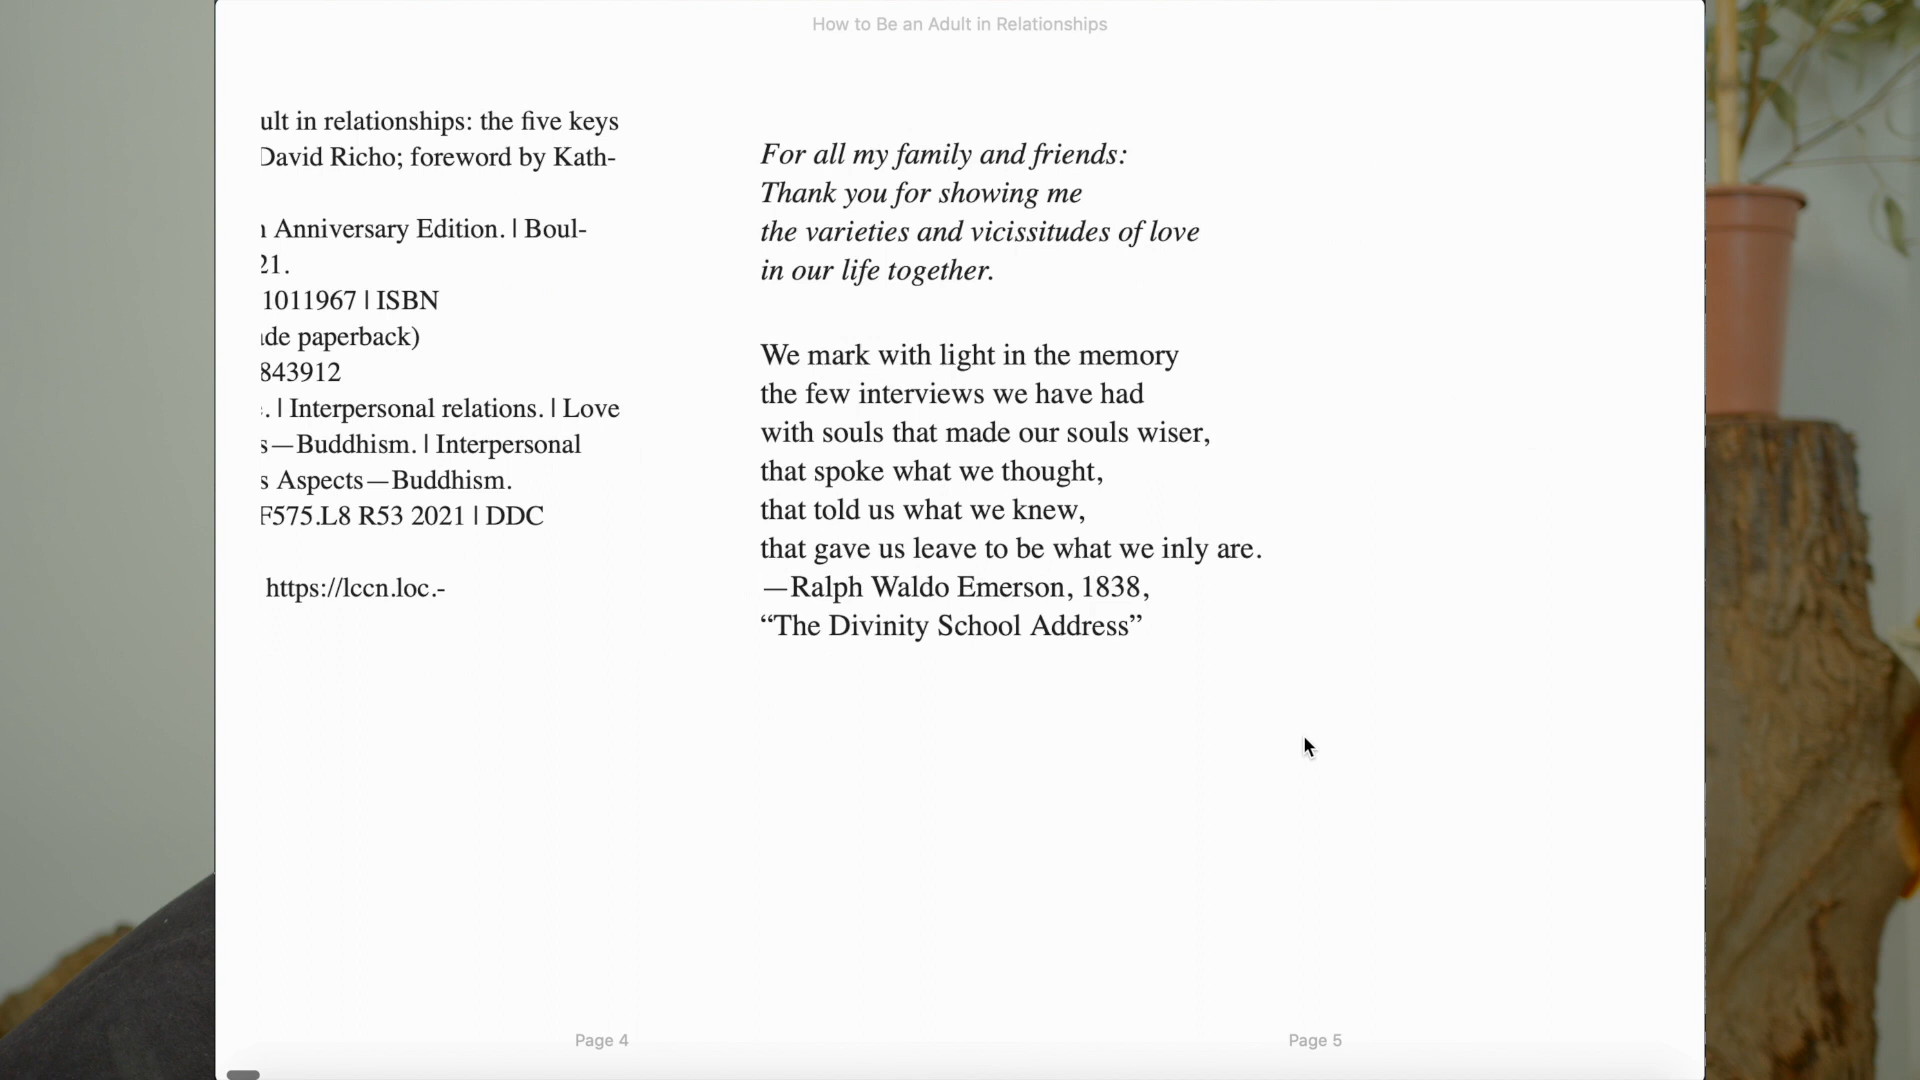 How to Be an Adult in Relationships
ult in relationships: the five keys
David Richo; foreword by Kath-
Anniversary Edition. | Boul-
21.
1011967 | ISBN
ade paperback)
843912
. | Interpersonal relations. | Love
s—Buddhism. | Interpersonal
s Aspects—Buddhism.
F575.L8 R53 2021 | DDC
https://lccn.loc.-
For all my family and friends:
Thank you for showing me
the varieties and vicissitudes of love
in our life together.
We mark with light in the memory
the few interviews we have had
with souls that made our souls wiser,
that spoke what we thought,
that told us what we knew,
that gave us leave to be what we inly are.
—Ralph Waldo Emerson, 1838,
“The Divinity School Address”
Page 4
Page 5